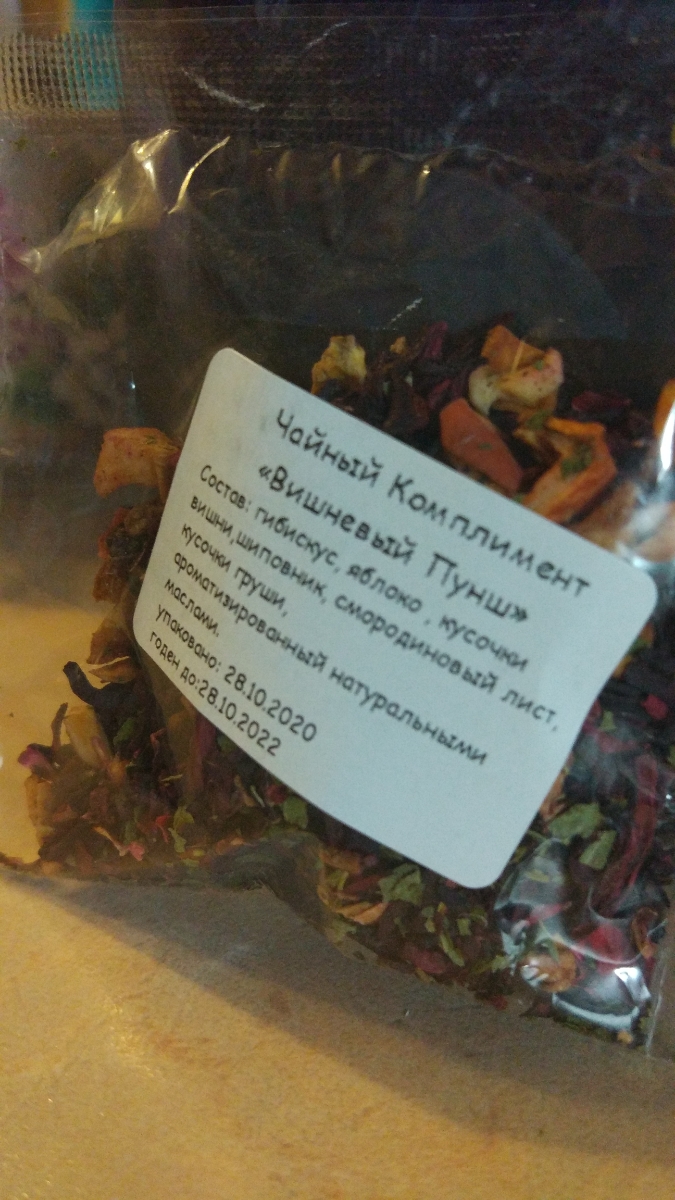 Чайный Комплимент
«Вишневый Пунш»
Состав: гибискус, яблоко , кусочки
вишни,шиповник, смородиновый лист,
кусочки груши,
ароматизированный натуральными
маслами.
упаковано: 28.10.2020
годен до:28.10.2022